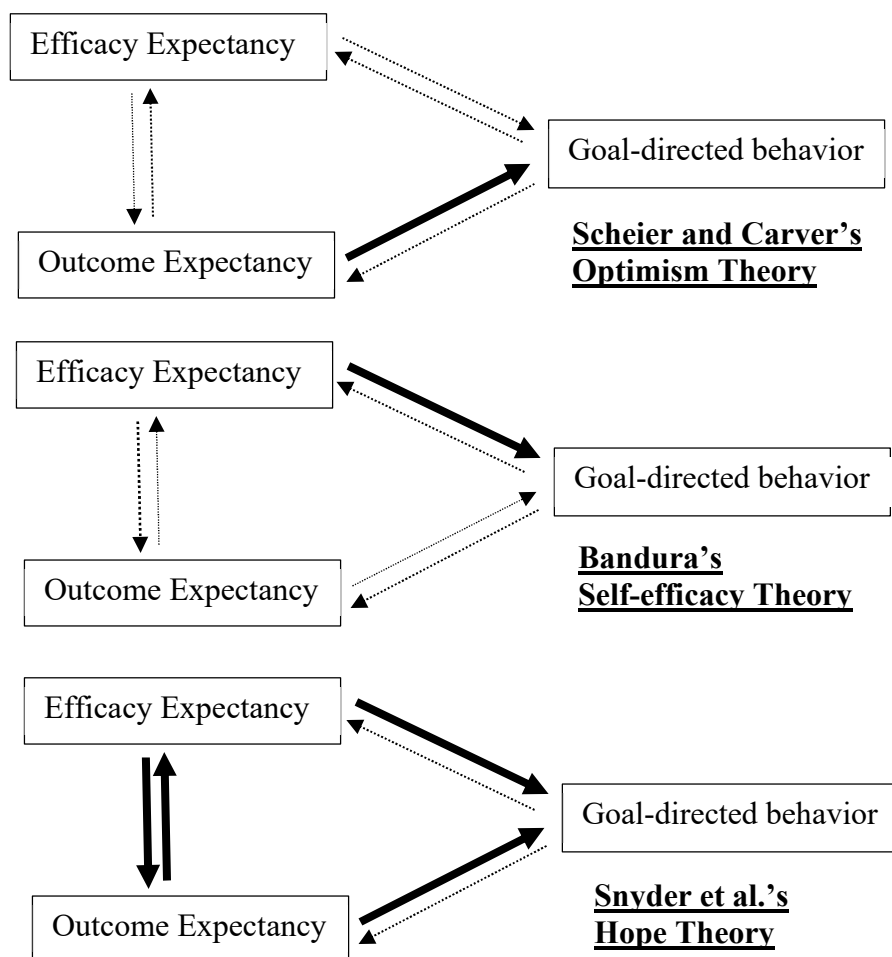 Efficacy Expectancy
Goal-directed behavior
Outcome Expectancy
Scheier and Carver’s
Optimism Theory
Efficacy Expectancy
Goal-directed behavior
Outcome Expectancy
Bandura’s
Self-efficacy Theory
Efficacy Expectancy
Goal-directed behavior
Outcome Expectancy
Snyder et al.’s
Hope Theory